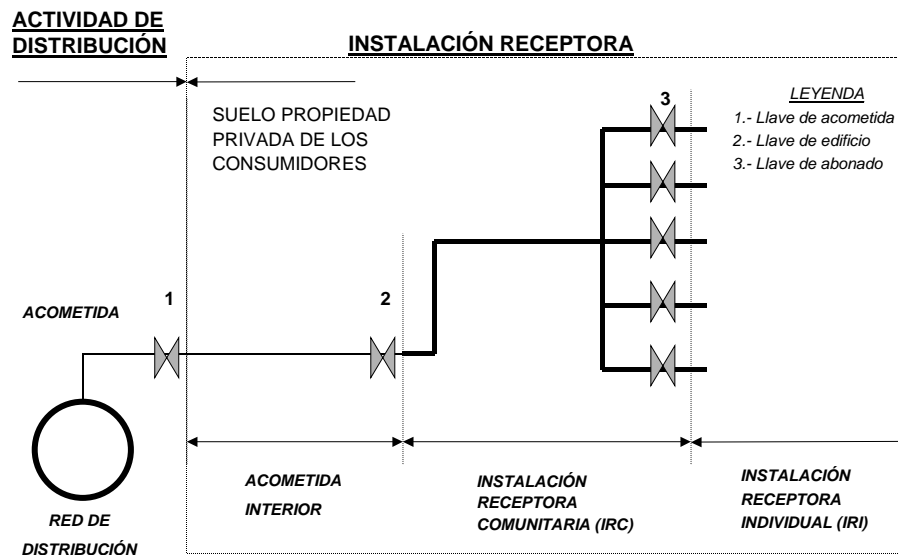 ACTIVIDAD DE
DISTRIBUCIÓN
INSTALACIÓN RECEPTORA
SUELO PROPIEDAD
PRIVADA DE LOS
CONSUMIDORES
3
LEYENDA
1.- Llave de acometida
2.- Llave de edificio
3.- Llave de abonado
ACOMETIDA
1
2
ACOMETIDA
INTERIOR
INSTALACIÓN
RECEPTORA
COMUNITARIA (IRC)
INSTALACIÓN
RECEPTORA
INDIVIDUAL (IRI)
RED DE
DISTRIBUCIÓN